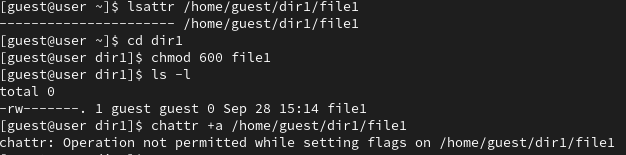 [guest@user ~]$ lsattr /home/guest/dir1/file1
---------------------- /home/guest/dir1/file1
[guest@user ~]$ cd dir1
[guest@user dir1]$ chmod 600 file1
[guest@user dir1]$ ls -l
total 0
-rw-------. 1 guest guest 0 Sep 28 15:14 file1
[guest@user dir1]$ chattr +a /home/guest/dir1/file1
chattr: Operation not permitted while setting flags on /home/guest/dir1/file1